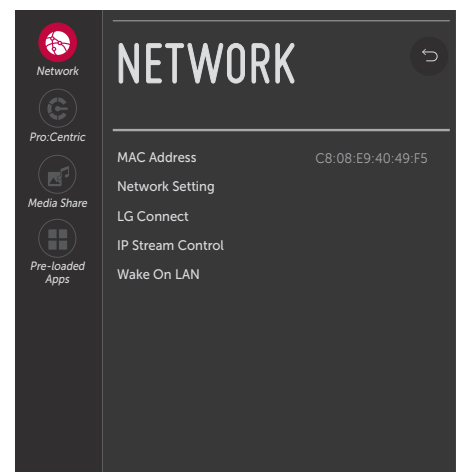 Network
Pro:Centric
Media Share
Pre-loaded
Apps
NETWORK
MAC Address C8:08:E9:40:49:F5
Network Setting
LG Connect
IP Stream Control
Wake On LAN